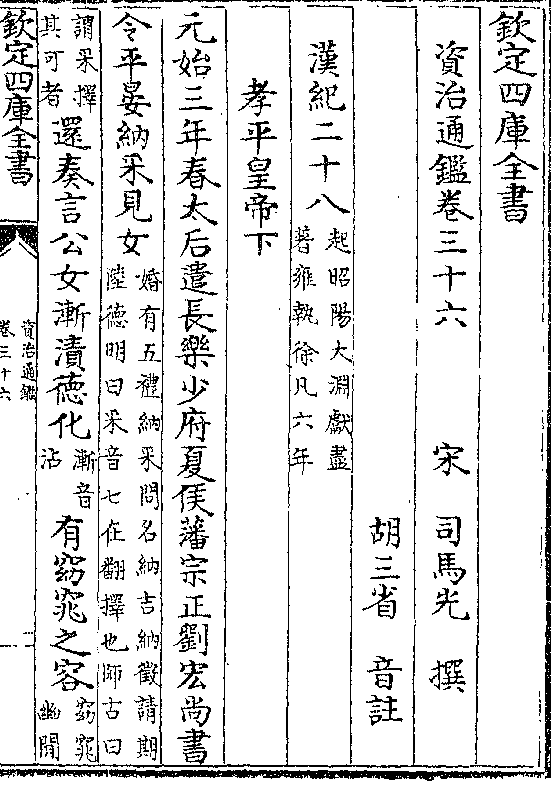 欽定四庫全書
資治通鑑卷三十六
宋 司馬光 撰
胡三省 音註
漢紀二十八
起昭陽大淵獻盡
著雍執徐凡六年
孝平皇帝下
元始三年春太后遣長樂少府夏侯藩宗正劉宏尚書
令平晏納采見女
婚有五禮納采問名納吉納徵請期
陸德明曰采音七在翻擇也師古曰
謂采擇
其可者
還奏言公女漸漬德化
漸音
沾
有窈窕之容
窈窕
幽閒
欽定四庫全書
資治通鑑
卷三十六
一